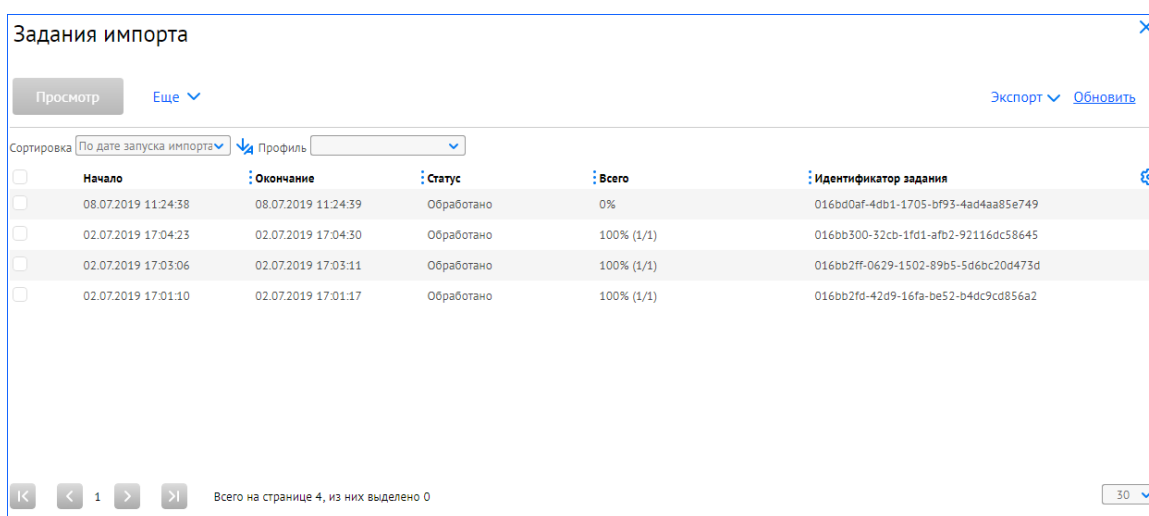 Задания импорта
Просмотр Еще Экспорт Обновить
Сортировка По дате запуска импорта Профиль
Начало Окончание Статус Всего Идентификатор задания
08.07.2019 11:24:38 08.07.2019 11:24:39 Обработано 0% 016bd0af-4db1-1705-bf93-4ad4aa85e749
02.07.2019 17:04:23 02.07.2019 17:04:30 Обработано 100% (1/1) 016bb300-32cb-1fd1-afb2-92116dc58645
02.07.2019 17:03:06 02.07.2019 17:03:11 Обработано 100% (1/1) 016bb2ff-0629-1502-89b5-5d6bc20d473d
02.07.2019 17:01:10 02.07.2019 17:01:17 Обработано 100% (1/1) 016bb2fd-42d9-16fa-be52-b4dc9cd856a2
1 Всего на странице 4, из них выделено 0 30